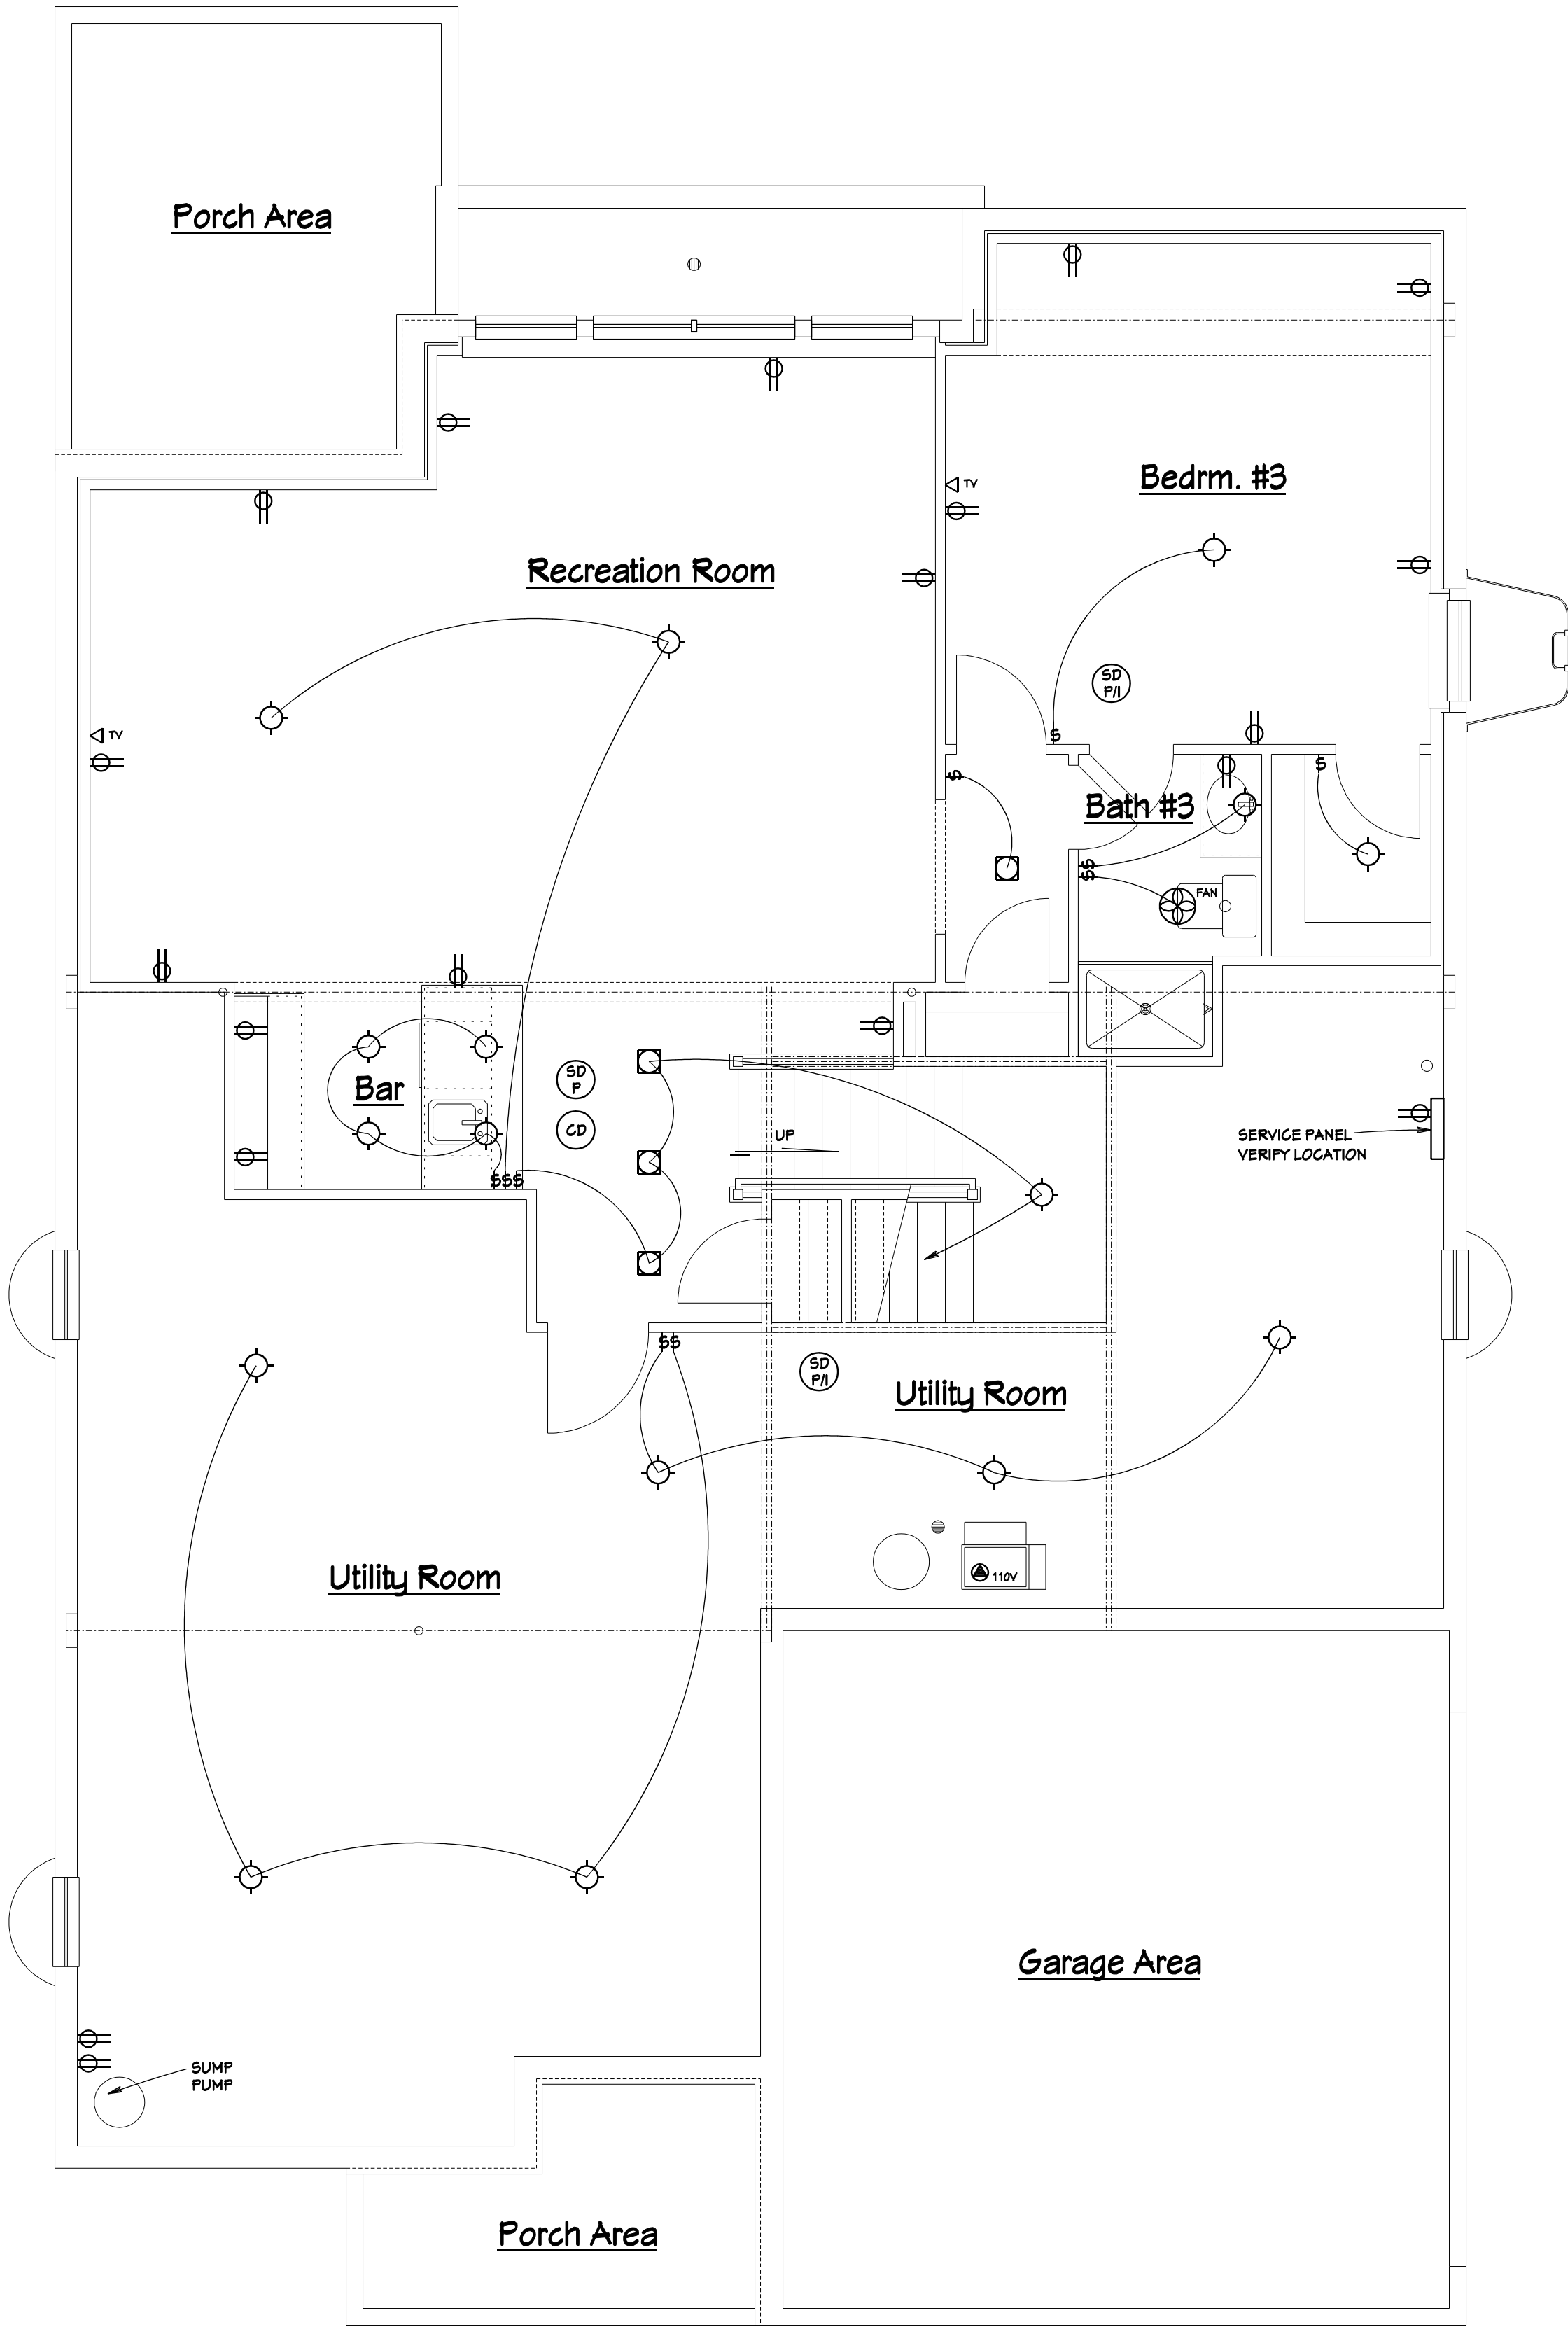 Porch Area
Bedrm. #3
TV
Recreation Room
SD
P/I
TV
S
S
S
Bath #3
S
S
FAN
SD
P
Bar
CD
UP
SERVICE PANEL
VERIFY LOCATION
SSS
SS
SD
P/I
Utility Room
110V
Utility Room
Garage Area
SUMP
PUMP
Porch Area